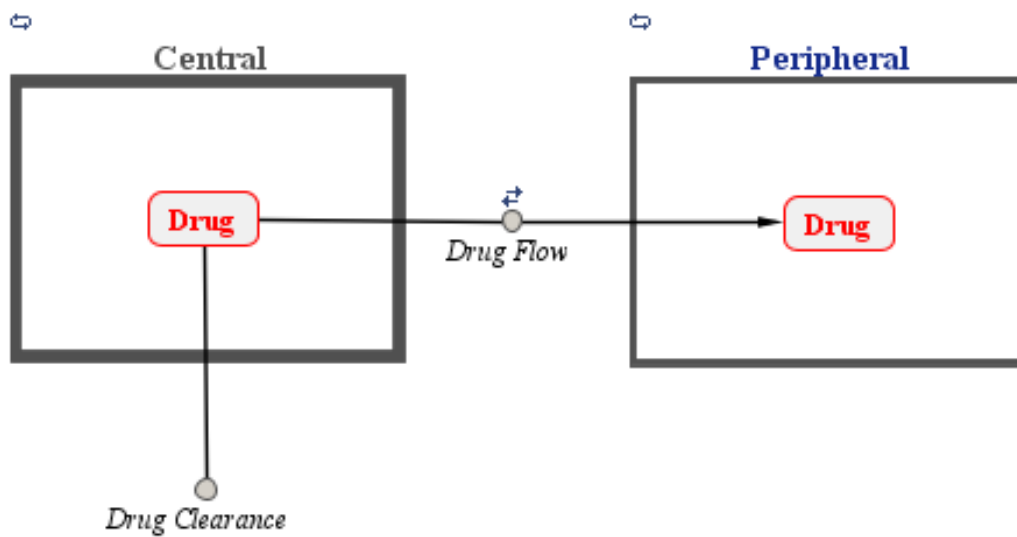 Central
Peripheral
Drug
Drug
Drug Flow
Drug Clearance